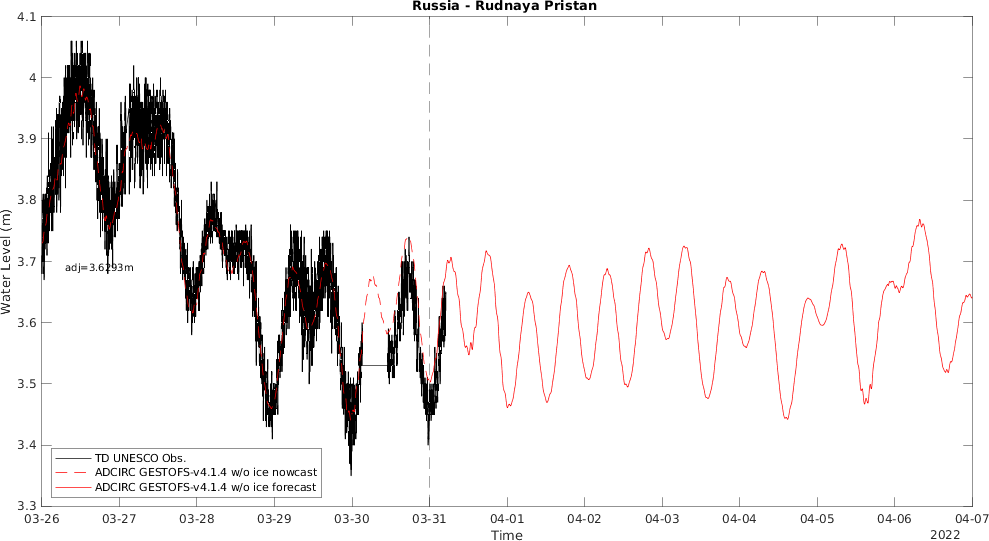 Russia - Rudnaya Pristan
4.1
4
3.9
3.8
3.7
3.6
3.5
3.4
3.3
Water Level (m)
adj=3.6293m
TD UNESCO Obs.
ADCIRC GESTOFS-v4.1.4 w/o ice nowcast
ADCIRC GESTOFS-v4.1.4 w/o ice forecast
03-26 03-27 03-28 03-29 03-30 03-31 04-01 04-02 04-03 04-04 04-05 04-06 04-07
Time
2022